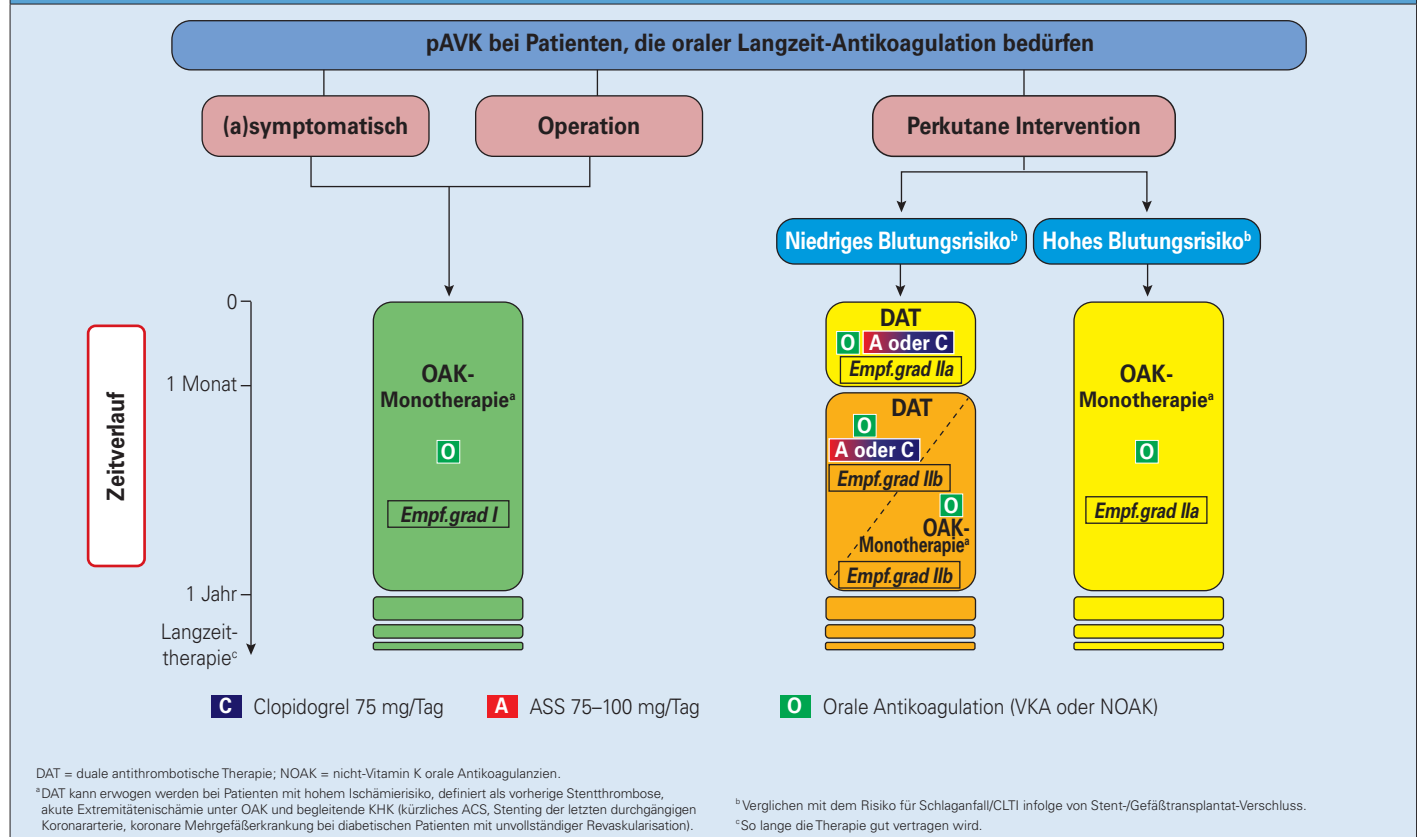 pAVK bei Patienten, die oraler Langzeit-Antikoagulation bedürfen
(a)symptomatisch
Operation
Perkutane Intervention
Niedriges Blutungsrisikoᵇ
Hohes Blutungsrisikoᵇ
Zeitverlauf
0
1 Monat
1 Jahr
Langzeit-
therapieᶜ
OAK-
Monotherapieᵃ
O
Empf.grad I
DAT
O A oder C
Empf.grad IIa
DAT
O
A oder C
Empf.grad IIb
O
OAK-
Monotherapieᵃ
Empf.grad IIb
OAK-
Monotherapieᵃ
O
Empf.grad IIa
C Clopidogrel 75 mg/Tag
A ASS 75–100 mg/Tag
O Orale Antikoagulation (VKA oder NOAK)
DAT = duale antithrombotische Therapie; NOAK = nicht-Vitamin K orale Antikoagulanzien.
ᵃDAT kann erwogen werden bei Patienten mit hohem Ischämierisiko, definiert als vorherige Stentthrombose,
akute Extremitätenischämie unter OAK und begleitende KHK (kürzliches ACS, Stenting der letzten durchgängigen
Koronararterie, koronare Mehrgefäßerkrankung bei diabetischen Patienten mit unvollständiger Revaskularisation).
ᵇVerglichen mit dem Risiko für Schlaganfall/CLTI infolge von Stent-/Gefäßtransplantat-Verschluss.
ᶜSo lange die Therapie gut vertragen wird.